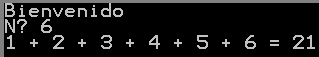 Bienvenido
N? 6
1 + 2 + 3 + 4 + 5 + 6 = 21